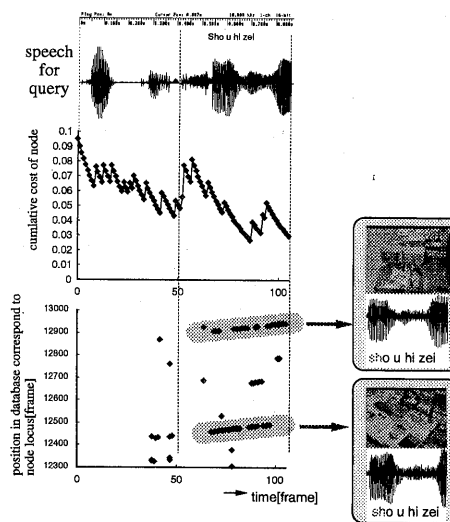 Sho u hi zei
speech
for
query
cumlative cost of node
0.1
0.09
0.08
0.07
0.06
0.05
0.04
0.03
0.02
0.01
0
0
50
100
position in database correspond to
node locus[frame]
13000
12900
12800
12700
12600
12500
12400
12300
0
50
100
time[frame]
sho u hi zei
sho u hi zei